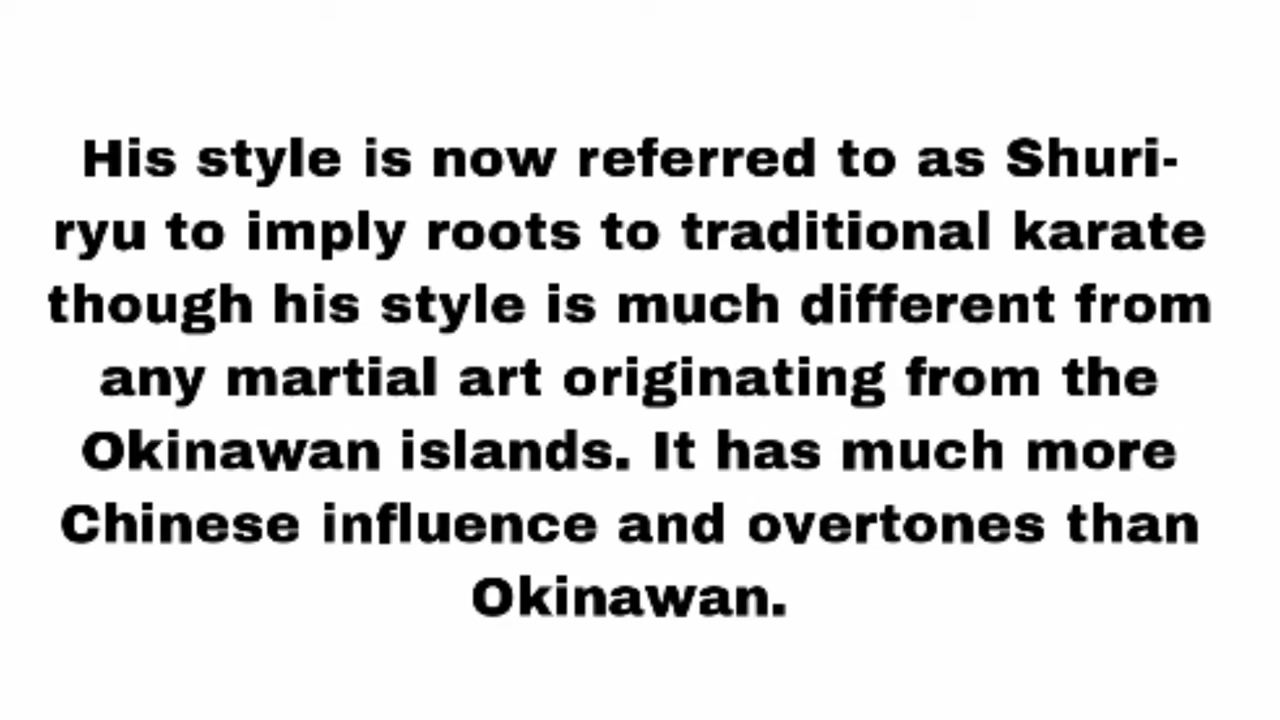 His style is now referred to as Shuri-
ryu to imply roots to traditional karate
though his style is much different from
any martial art originating from the
Okinawan islands. It has much more
Chinese influence and overtones than
Okinawan.